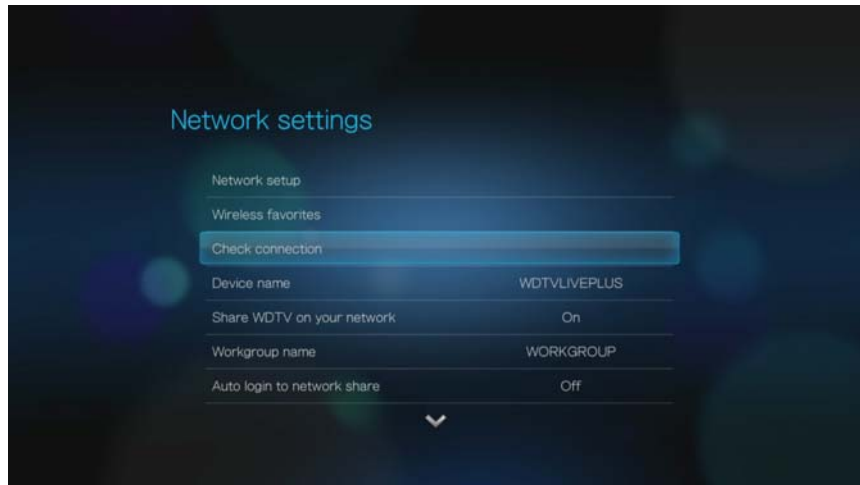 Network settings
Network setup
Wireless favorites
Check connection
Device name WDTVLIVEPLUS
Share WDTV on your network On
Workgroup name WORKGROUP
Auto login to network share Off